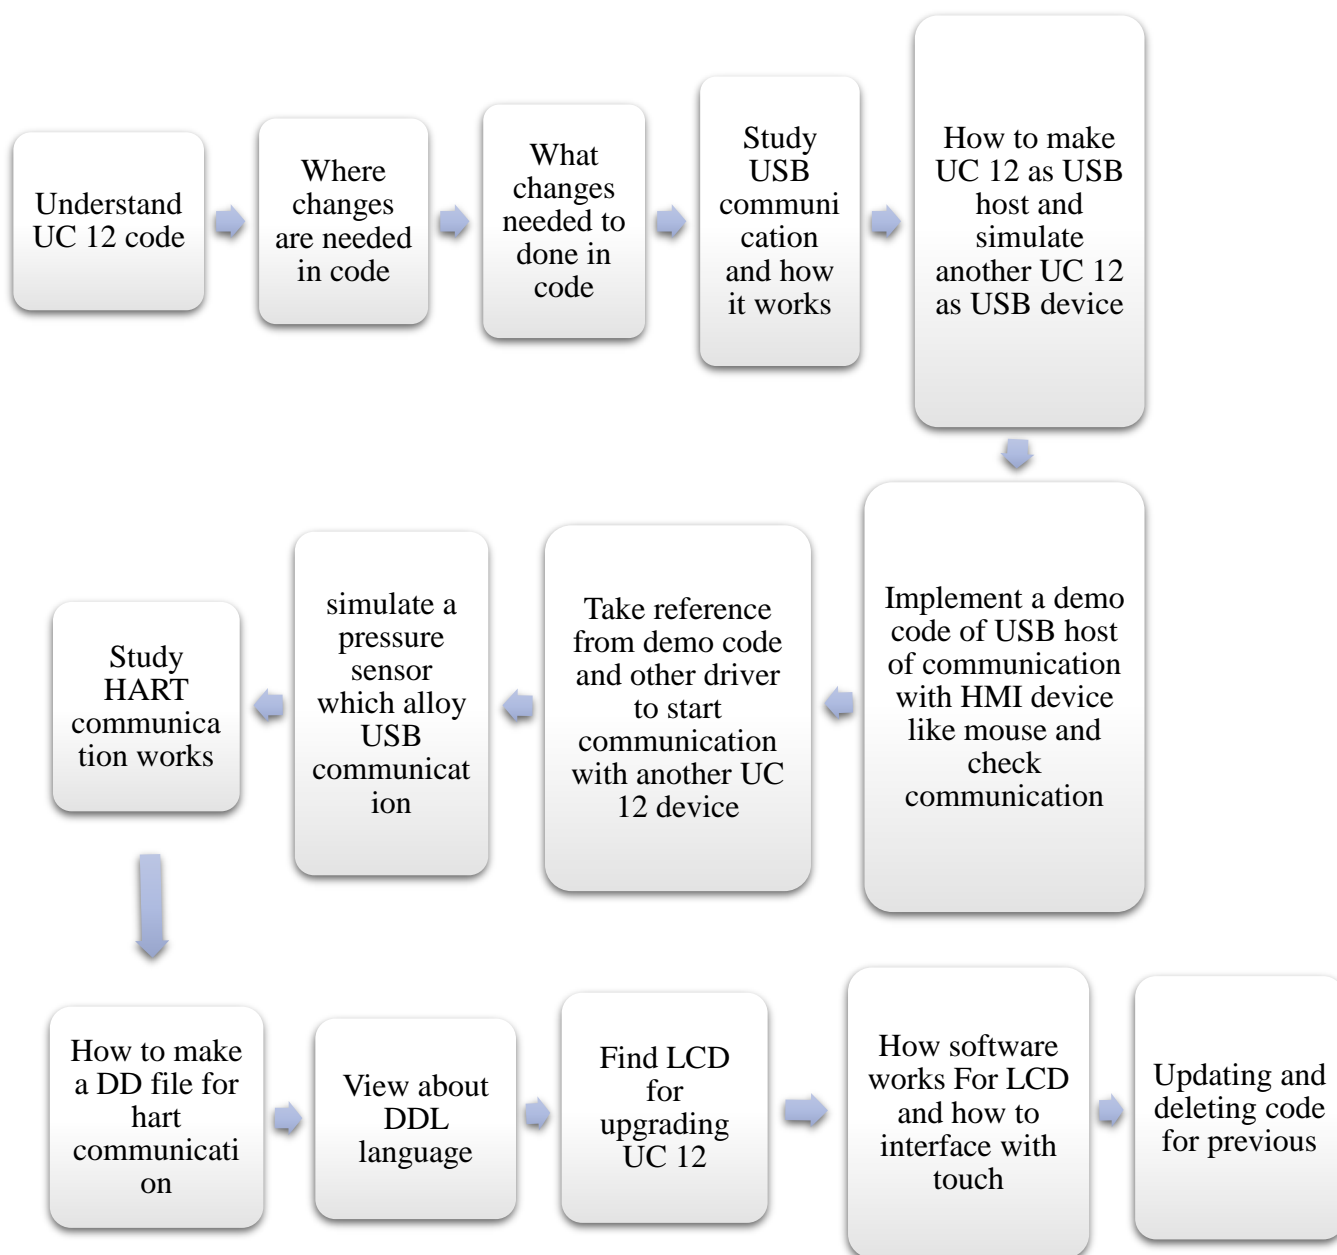 Understand
UC 12 code
Where
changes
are needed
in code
What
changes
needed to
done in
code
Study
USB
communi
cation
and how
it works
How to make
UC 12 as USB
host and
simulate
another UC 12
as USB device
Implement a demo
code of USB host
of communication
with HMI device
like mouse and
check
communication
Take reference
from demo code
and other driver
to start
communication
with another UC
12 device
simulate a
pressure
sensor
which alloy
USB
communicat
ion
Study
HART
communica
tion works
How to make
a DD file for
hart
communicati
on
View about
DDL
language
Find LCD
for
upgrading
UC 12
How software
works For LCD
and how to
interface with
touch
Updating and
deleting code
for previous